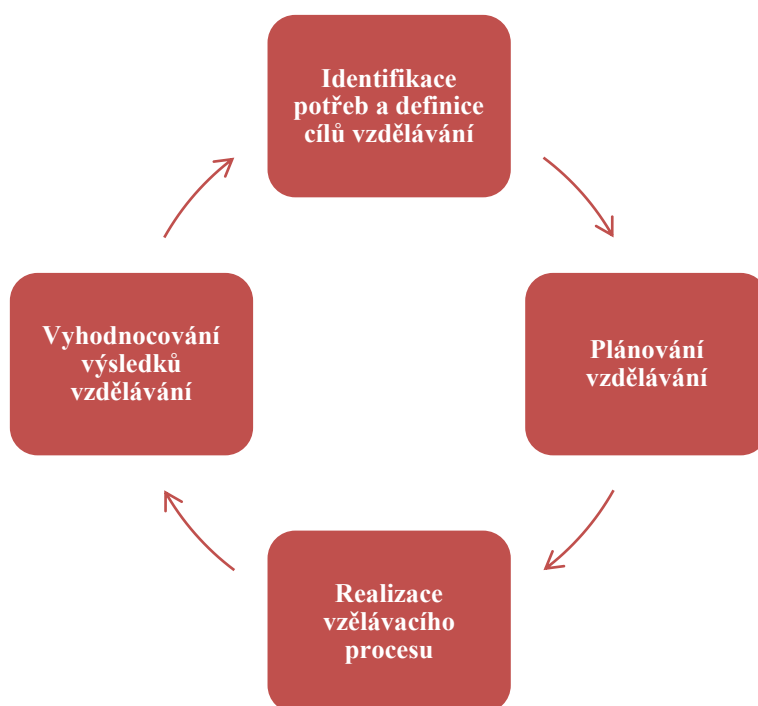 Identifikace
potřeb a definice
cílů vzdělávání
Plánování
vzdělávání
Realizace
vzělávacího
procesu
Vyhodnocování
výsledků
vzdělávání